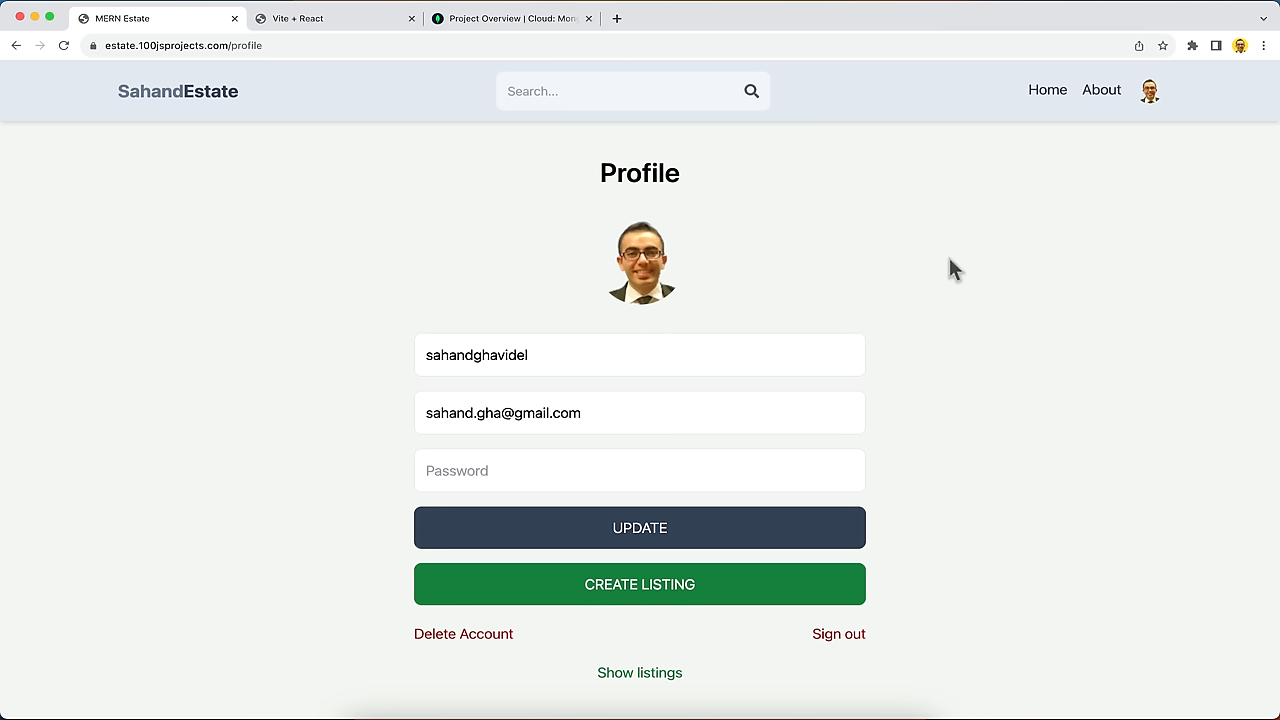 MERN Estate
Vite + React
Project Overview | Cloud: Mon
estate.100jsprojects.com/profile
SahandEstate
Search...
Home
About
Profile
sahandghavidel
sahand.gha@gmail.com
Password
UPDATE
CREATE LISTING
Delete Account
Sign out
Show listings